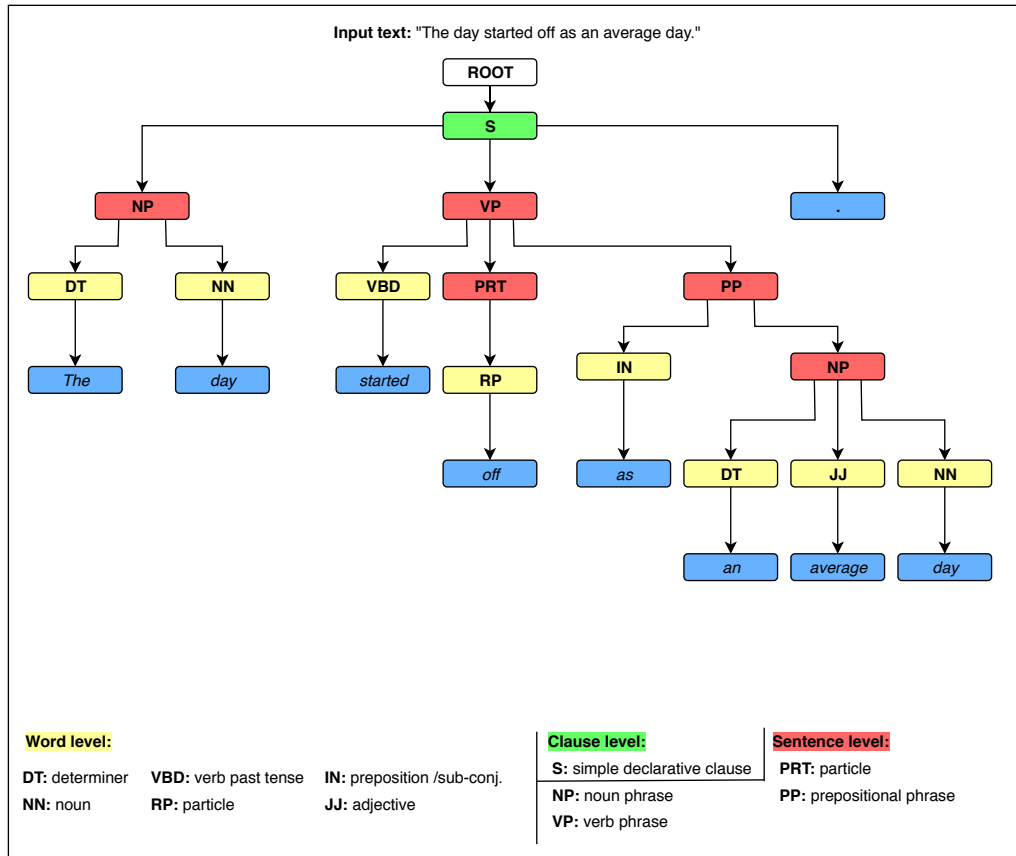 Input text: "The day started off as an average day."
ROOT
S
NP VP .
DT NN VBD PRT PP
The day started RP IN NP
off as DT JJ NN
an average day
Word level: Clause level: Sentence level:
DT: determiner VBD: verb past tense IN: preposition /sub-conj. S: simple declarative clause PRT: particle
NN: noun RP: particle JJ: adjective NP: noun phrase PP: prepositional phrase
VP: verb phrase